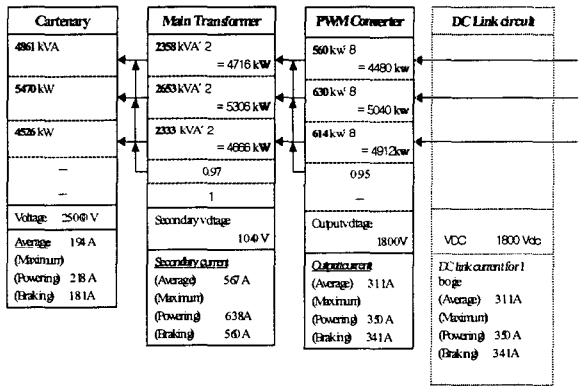 Cartenary
4861 kVA
5470 kW
4526 kW
—
—
Voltage 25000 V
Average 194 A
(Maximum)
(Powering) 218 A
(Braking) 181A
Main Transformer
2358 kVA´ 2
= 4716 kW
2653 kVA´ 2
= 5306 kW
2333 kVA´ 2
= 4666 kW
0.97
1
Secondary voltage
1040 V
Secondary current
(Average) 567 A
(Maximum)
(Powering) 638A
(Braking) 560 A
PWM Converter
560 kw´ 8
= 4480 kw
630 kw´ 8
= 5040 kw
614 kw´ 8
= 4912kw
0.95
—
Output voltage
1800V
Output current
(Average) 311A
(Maximum)
(Powering) 350 A
(Braking) 341A
DC Link circuit
VDC 1800 Vdc
DC link current for 1
bogie
(Average) 311A
(Maximum)
(Powering) 350 A
(Braking) 341A